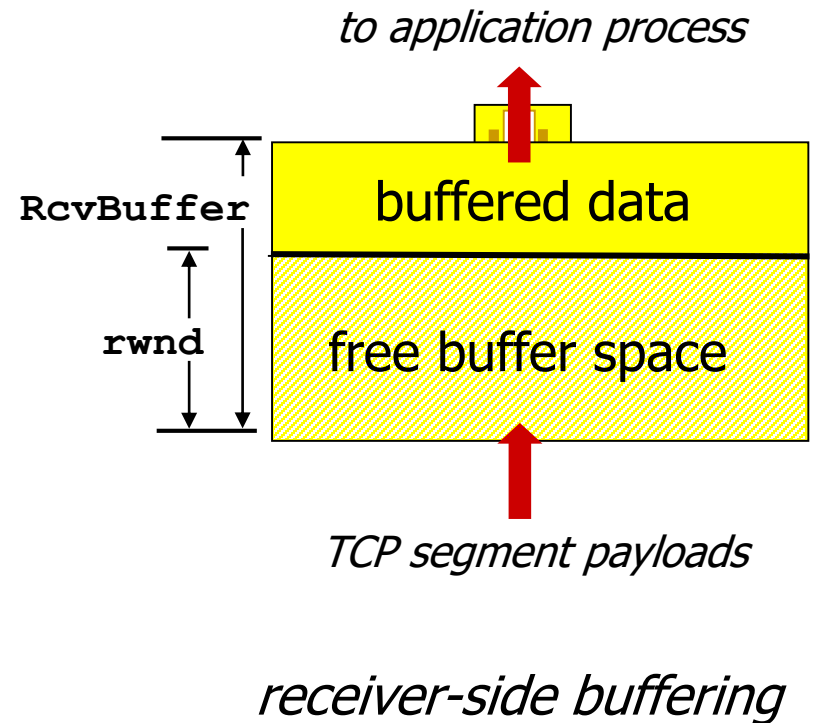 to application process
RcvBuffer
buffered data
rwnd
free buffer space
TCP segment payloads
receiver-side buffering